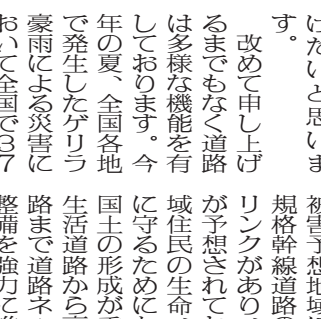 けたいと思いま
す。
改めて申し上げ
るまでもなく道路
は多様な機能を有
しております。今
年の夏、全国各地
で発生したゲリラ
豪雨による災害に
おいて全国で３７
被害予想地域
規格幹線道路の
リンクがあり
が予想されて
域住民の生命
に守るために
国土の形成が
生活道路から
路まで道路ネ
整備を強力に